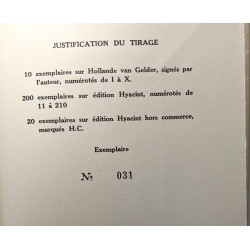 JUSTIFICATION DU TIRAGE
10 exemplaires sur Hollande van Gelder, signés par
l'auteur, numérotés de I à X.
200 exemplaires sur édition Hyacint, numérotés de
11 à 210
20 exemplaires sur édition Hyacint hors commerce,
marqués H.C.
Exemplaire
No 031